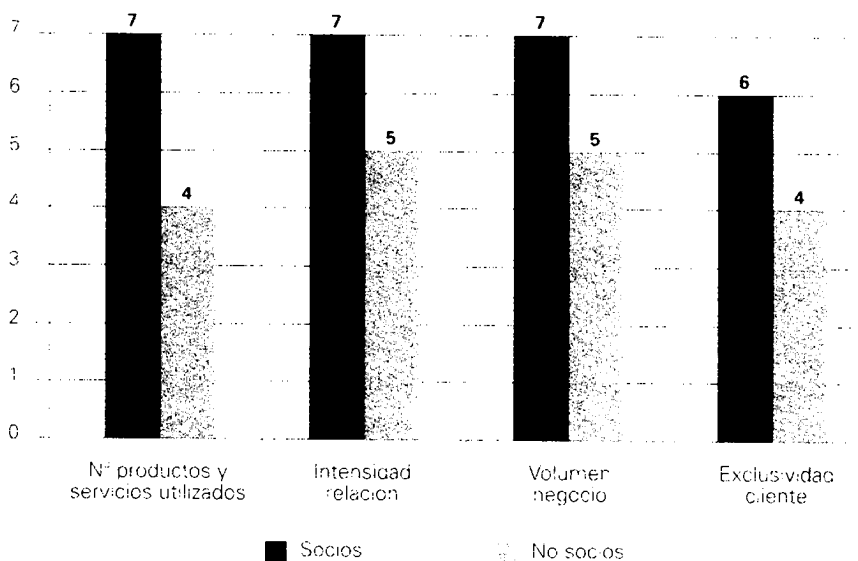 7
6
5
4
3
2
1
0
7
4
7
5
7
5
6
4
Nº productos y
servicios utilizados
Intensidad
relacion
Volumen
negocio
Exclusividad
cliente
Socios
No socios